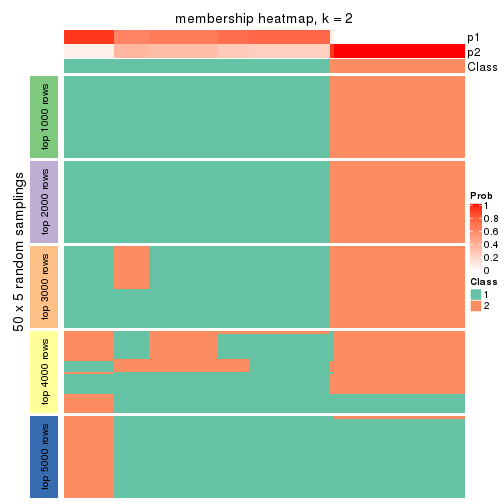 membership heatmap, k = 2
p1
p2
Class
50 x 5 random samplings
top 1000 rows
top 2000 rows
top 3000 rows
top 4000 rows
top 5000 rows
Prob
1
0.8
0.6
0.4
0.2
0
Class
1
2